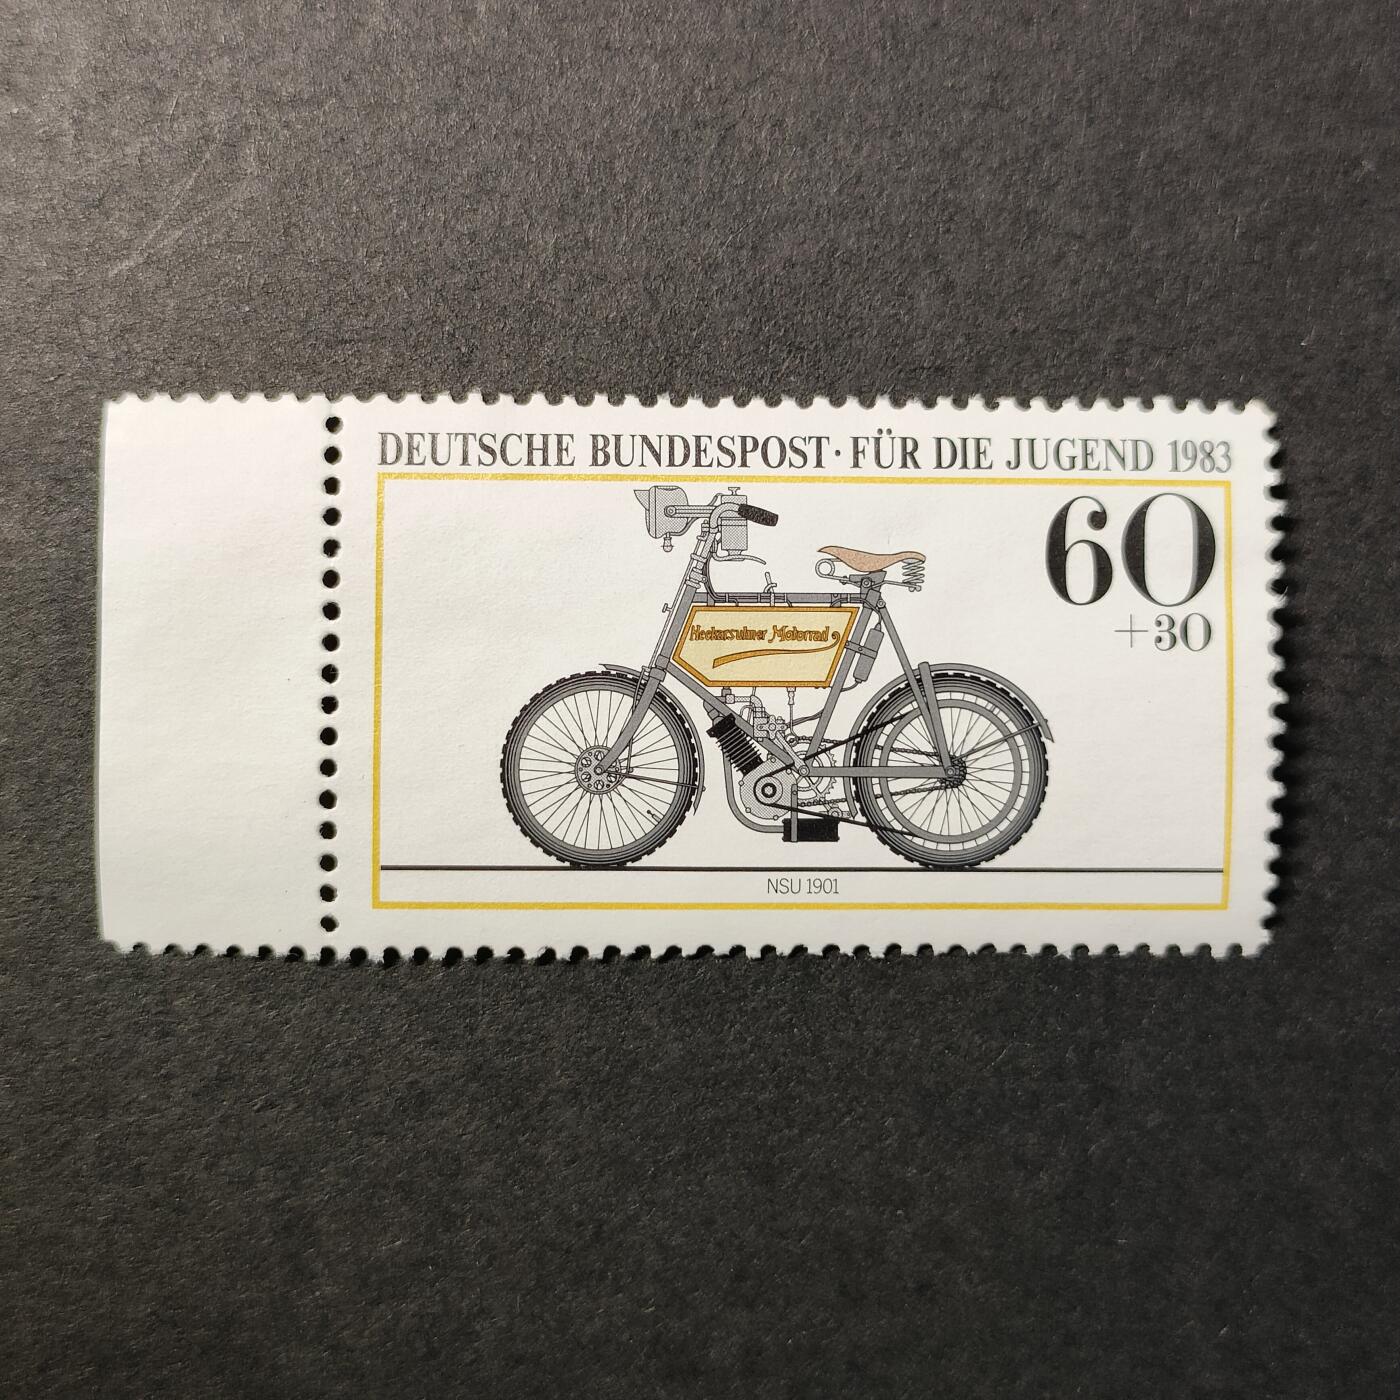 DEUTSCHE BUNDESPOST · FÜR DIE JUGEND 1983
60
+30
Neckarsulmer Motorrad
NSU 1901